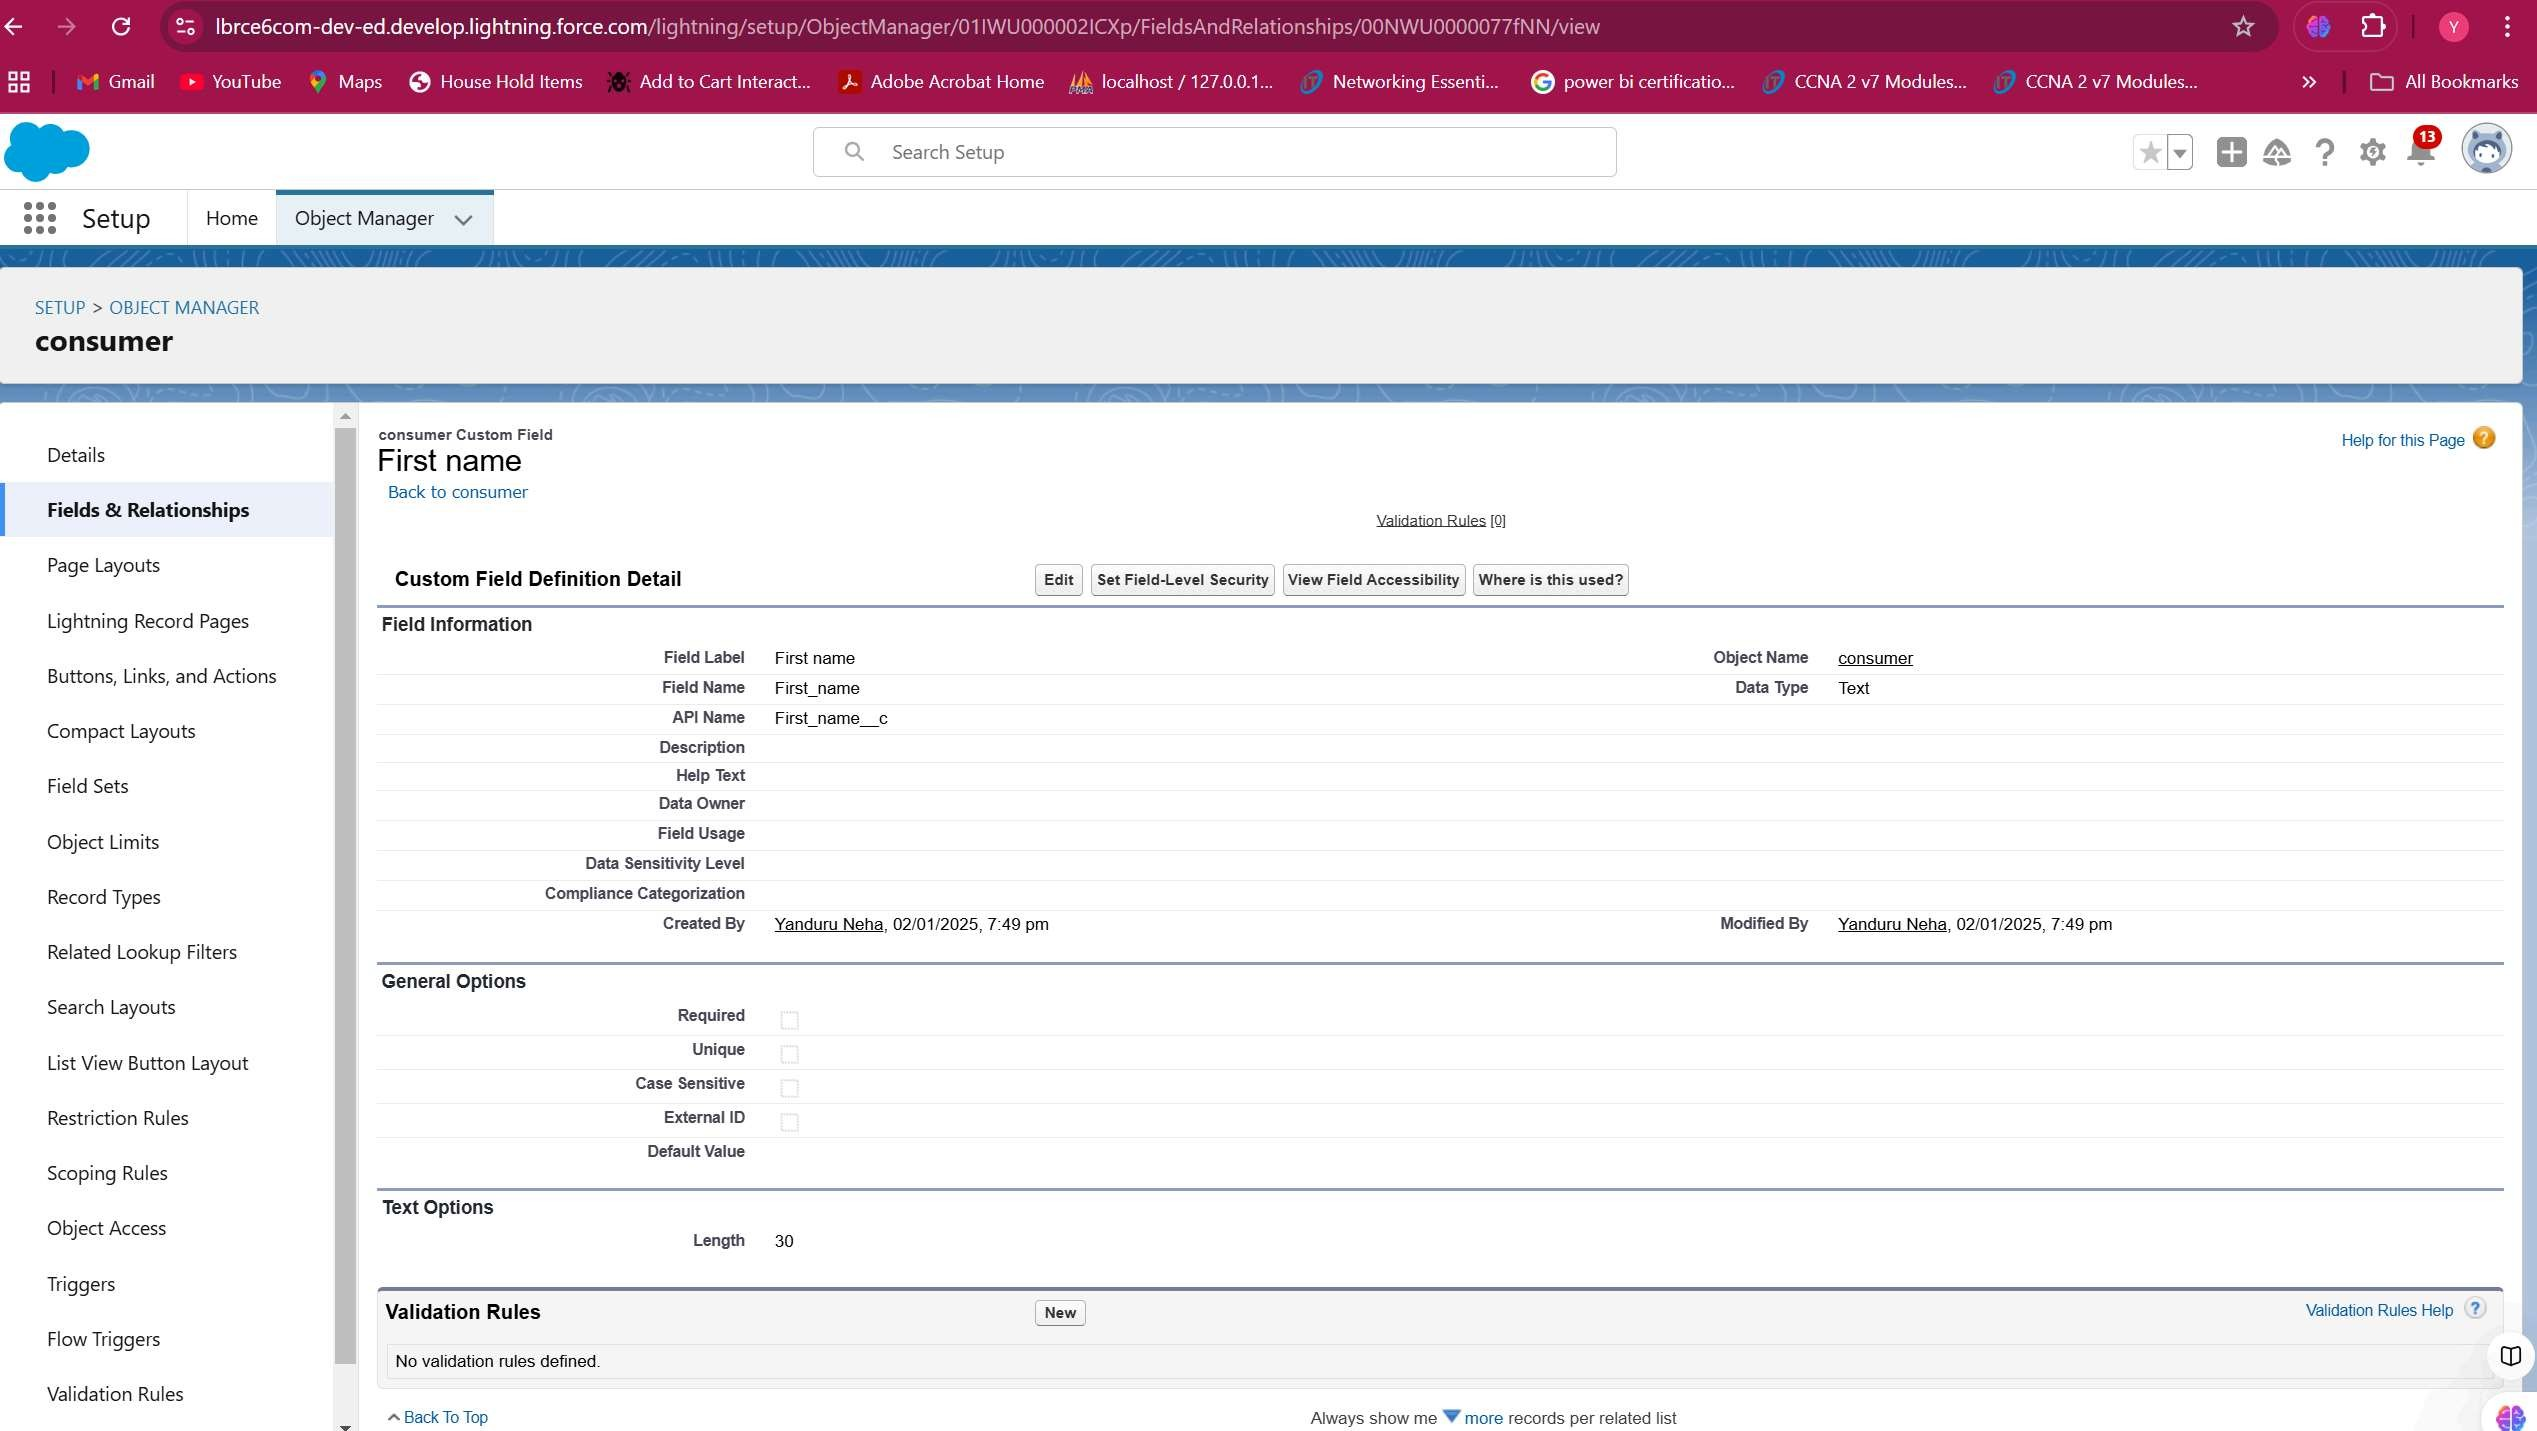 lbrce6com-dev-ed.develop.lightning.force.com/lightning/setup/ObjectManager/01IWU000002ICXp/FieldsAndRelationships/00NWU0000077fNN/view
Y
Gmail YouTube Maps House Hold Items Add to Cart Interact... Adobe Acrobat Home localhost / 127.0.0.1... Networking Essenti... power bi certificatio... CCNA 2 v7 Modules... CCNA 2 v7 Modules... » All Bookmarks
Search Setup
13
Setup Home Object Manager
SETUP > OBJECT MANAGER
consumer
Details
Fields & Relationships
Page Layouts
Lightning Record Pages
Buttons, Links, and Actions
Compact Layouts
Field Sets
Object Limits
Record Types
Related Lookup Filters
Search Layouts
List View Button Layout
Restriction Rules
Scoping Rules
Object Access
Triggers
Flow Triggers
Validation Rules
consumer Custom Field
First name
Back to consumer
Help for this Page ?
Validation Rules [0]
Custom Field Definition Detail Edit Set Field-Level Security View Field Accessibility Where is this used?
Field Information
Field Label First name Object Name consumer
Field Name First_name Data Type Text
API Name First_name__c
Description
Help Text
Data Owner
Field Usage
Data Sensitivity Level
Compliance Categorization
Created By Yanduru Neha, 02/01/2025, 7:49 pm Modified By Yanduru Neha, 02/01/2025, 7:49 pm
General Options
Required
Unique
Case Sensitive
External ID
Default Value
Text Options
Length 30
Validation Rules New Validation Rules Help ?
No validation rules defined.
Back To Top Always show me more records per related list